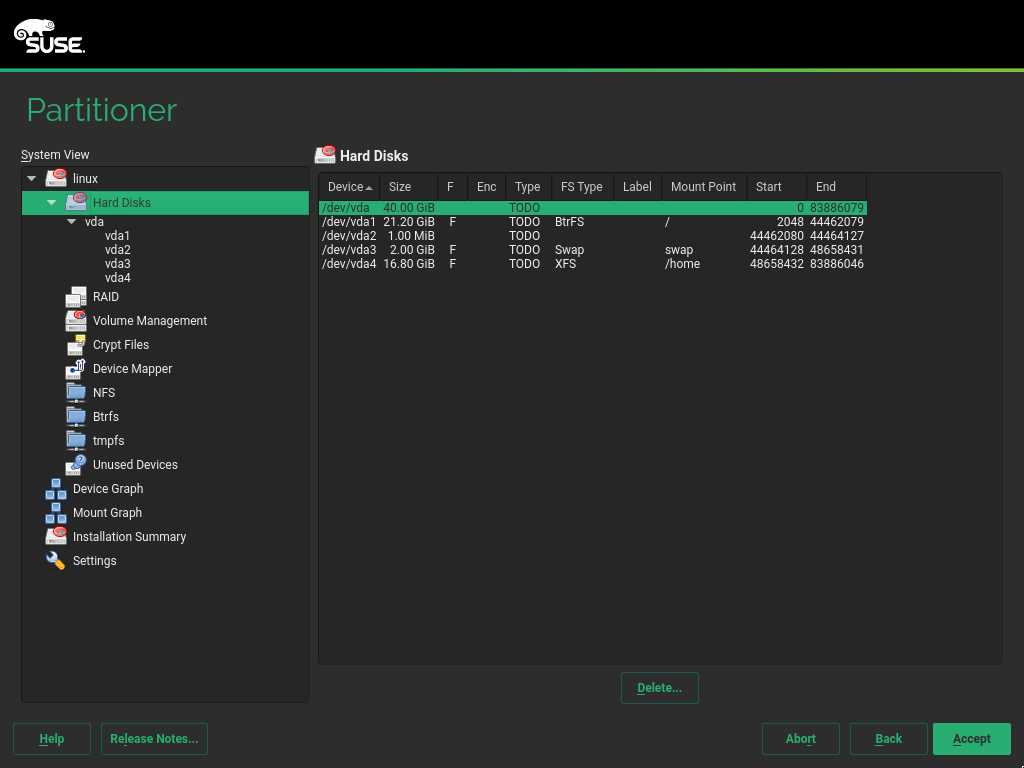 SUSE.
Partitioner
System View
linux
Hard Disks
vda
vda1
vda2
vda3
vda4
RAID
Volume Management
Crypt Files
Device Mapper
NFS
Btrfs
tmpfs
Unused Devices
Device Graph
Mount Graph
Installation Summary
Settings
Hard Disks
Device Size F Enc Type FS Type Label Mount Point Start End
/dev/vda 40.00 GiB TODO 0 83886079
/dev/vda1 21.20 GiB F TODO BtrFS / 2048 44462079
/dev/vda2 1.00 MiB TODO 44462080 44464127
/dev/vda3 2.00 GiB F TODO Swap swap 44464128 48658431
/dev/vda4 16.80 GiB F TODO XFS /home 48658432 83886046
Delete...
Help Release Notes... Abort Back Accept